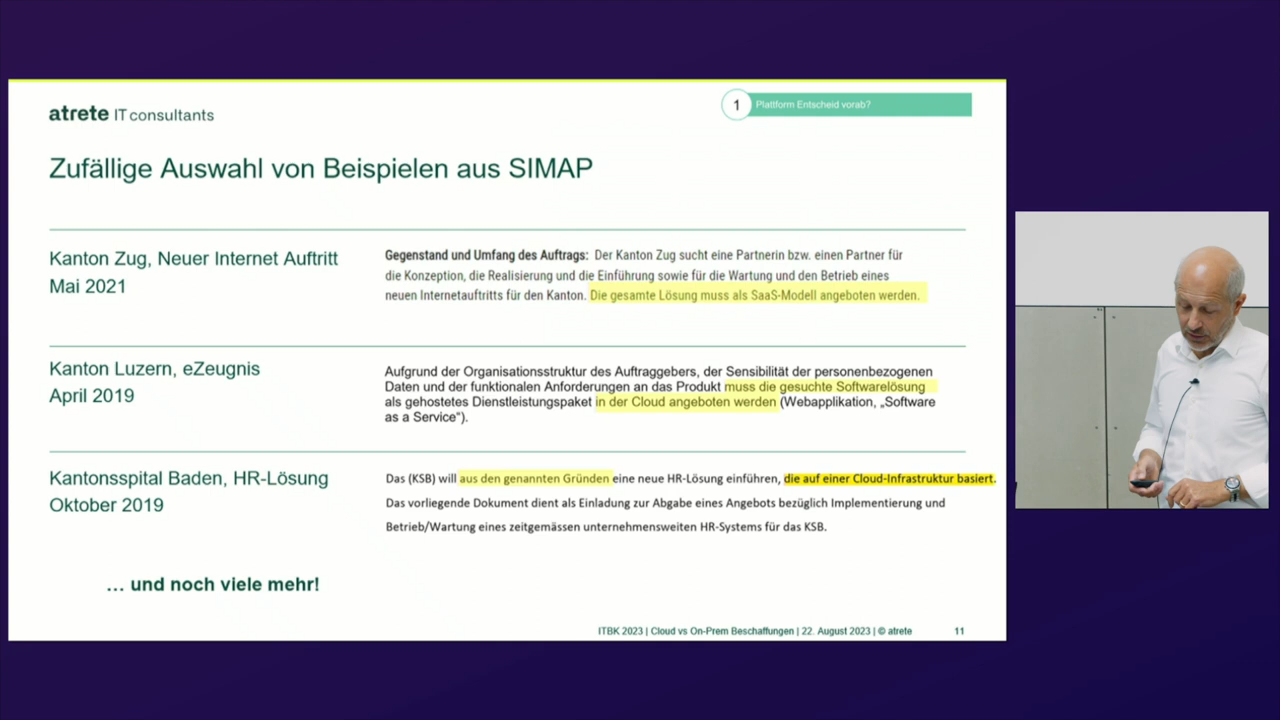 atrete IT consultants
1 Plattform Entscheid vorab?
Zufällige Auswahl von Beispielen aus SIMAP
Kanton Zug, Neuer Internet Auftritt
Mai 2021
Gegenstand und Umfang des Auftrags: Der Kanton Zug sucht eine Partnerin bzw. einen Partner für
die Konzeption, die Realisierung und die Einführung sowie für die Wartung und den Betrieb eines
neuen Internetauftritts für den Kanton. Die gesamte Lösung muss als SaaS-Modell angeboten werden.
Kanton Luzern, eZeugnis
April 2019
Aufgrund der Organisationsstruktur des Auftraggebers, der Sensibilität der personenbezogenen
Daten und der funktionalen Anforderungen an das Produkt muss die gesuchte Softwarelösung
als gehostetes Dienstleistungspaket in der Cloud angeboten werden (Webapplikation, „Software
as a Service“).
Kantonsspital Baden, HR-Lösung
Oktober 2019
Das (KSB) will aus den genannten Gründen eine neue HR-Lösung einführen, die auf einer Cloud-Infrastruktur basiert.
Das vorliegende Dokument dient als Einladung zur Abgabe eines Angebots bezüglich Implementierung und
Betrieb/Wartung eines zeitgemässen unternehmensweiten HR-Systems für das KSB.
… und noch viele mehr!
ITBK 2023 | Cloud vs On-Prem Beschaffungen | 22. August 2023 | © atrete 11